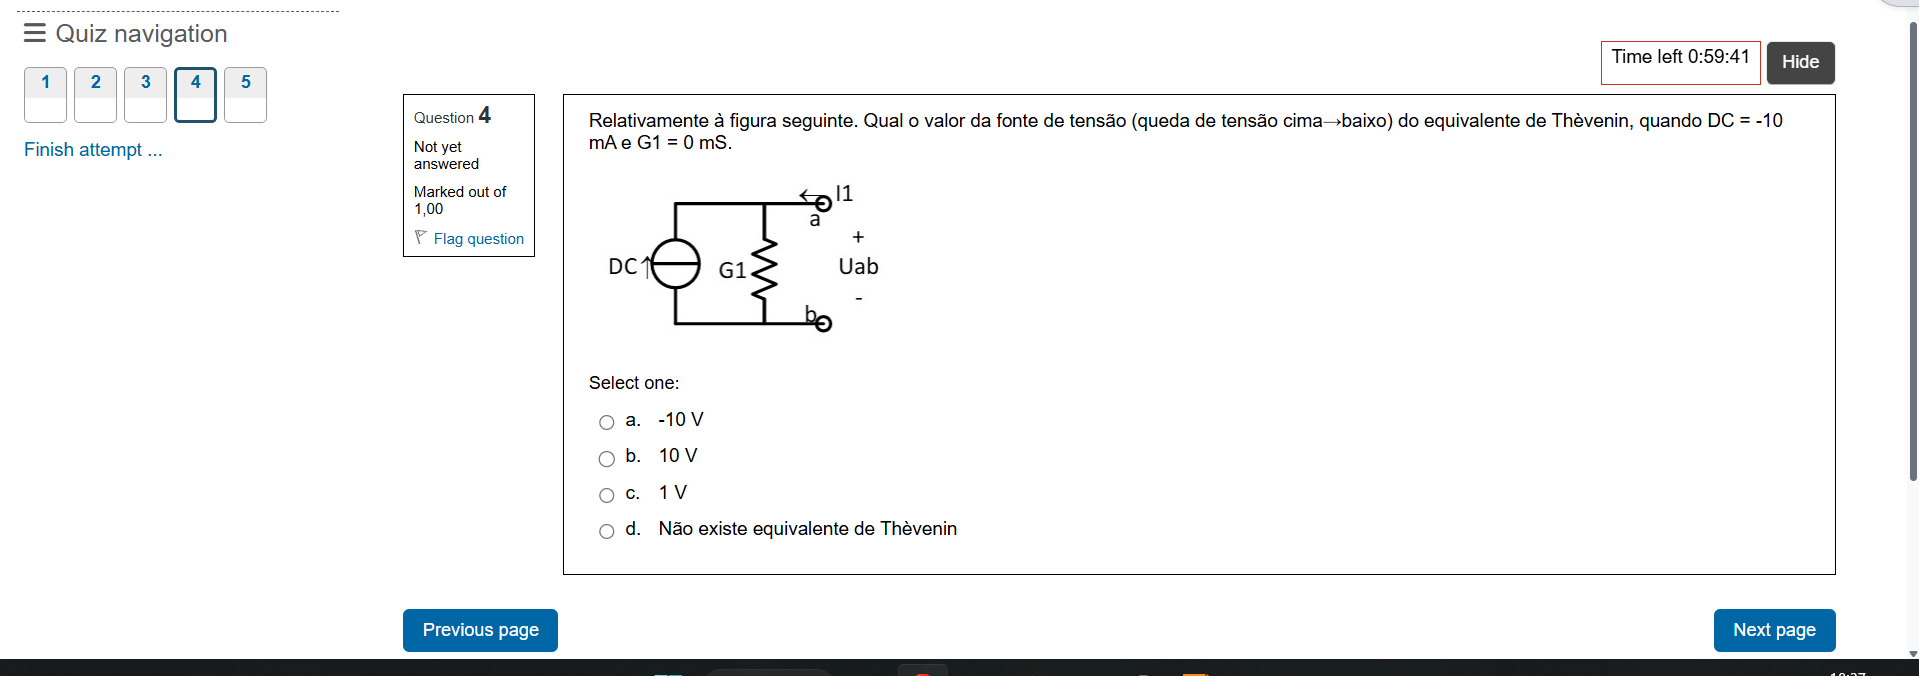 Quiz navigation
1 2 3 4 5
Finish attempt ...
Time left 0:59:41
Hide
Question 4
Not yet
answered
Marked out of
1,00
Flag question
Relativamente à figura seguinte. Qual o valor da fonte de tensão (queda de tensão cima→baixo) do equivalente de Thèvenin, quando DC = -10
mA e G1 = 0 mS.
I1
a
+
DC↑
G1
Uab
-
b
Select one:
a. -10 V
b. 10 V
c. 1 V
d. Não existe equivalente de Thèvenin
Previous page
Next page